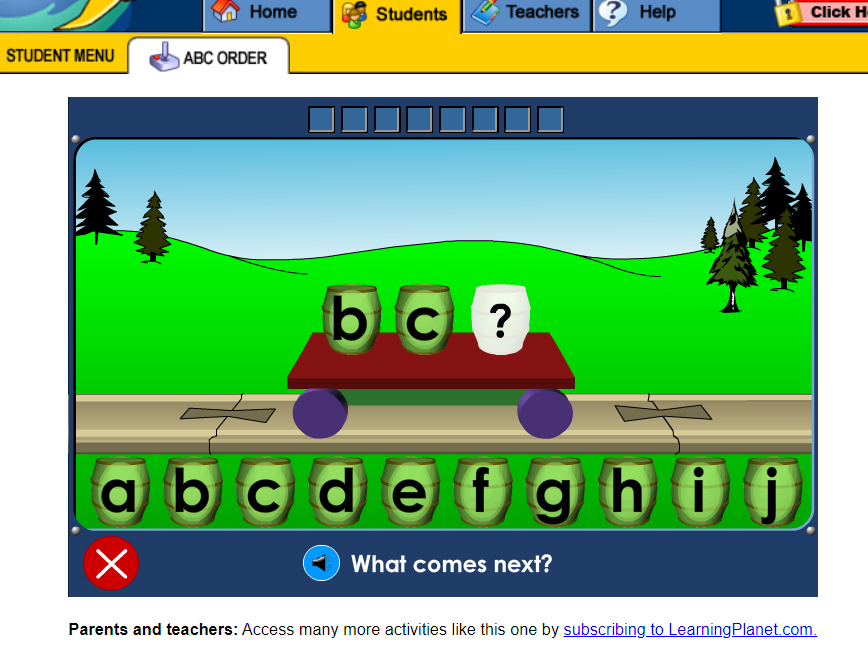 Home Students Teachers Help Click H
STUDENT MENU ABC ORDER
b c ?
a b c d e f g h i j
What comes next?
Parents and teachers: Access many more activities like this one by subscribing to LearningPlanet.com.